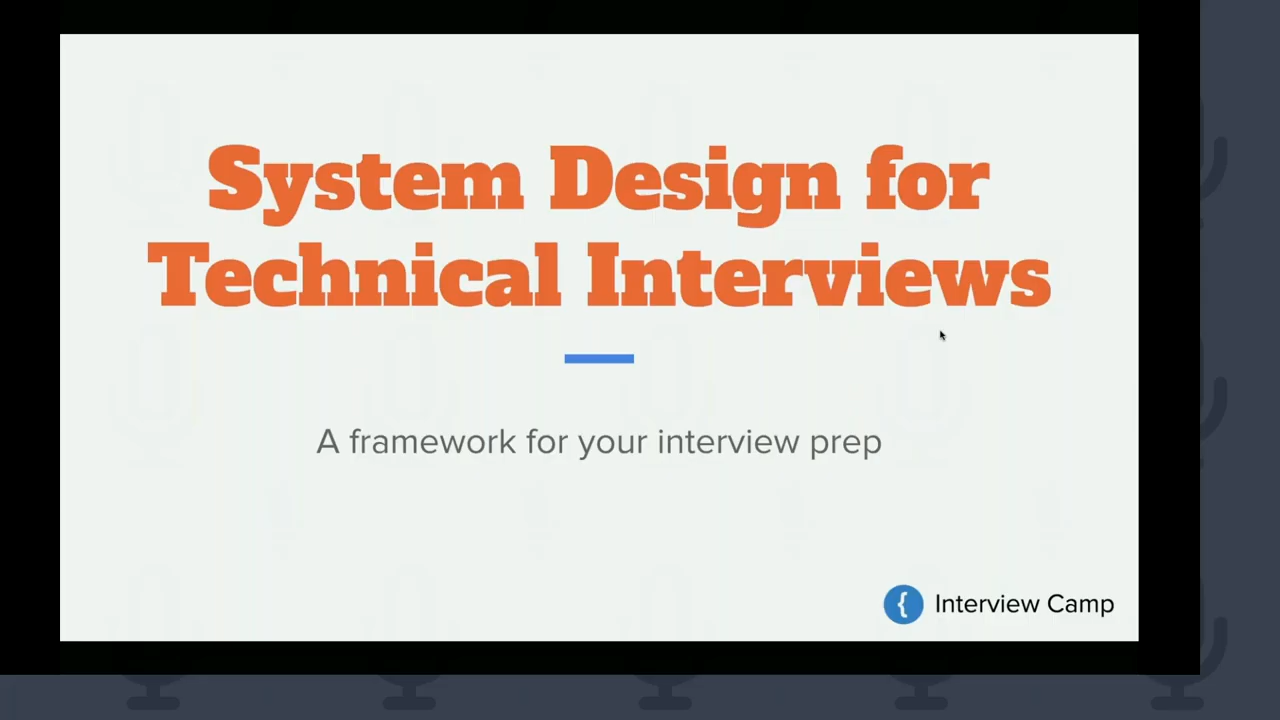 System Design for
Technical Interviews
A framework for your interview prep
{ Interview Camp